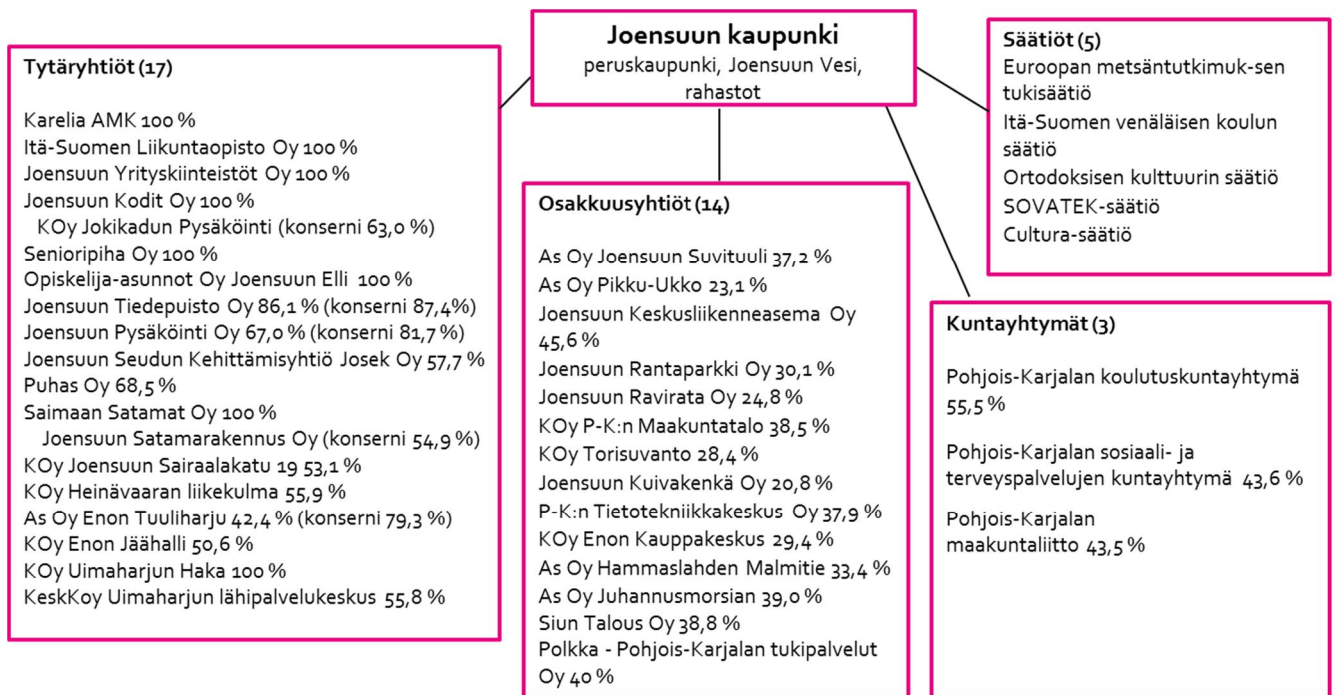 Joensuun kaupunki
peruskaupunki, Joensuun Vesi,
rahastot
Tytäryhtiöt (17)
Karelia AMK 100 %
Itä-Suomen Liikuntaopisto Oy 100 %
Joensuun Yrityskiinteistöt Oy 100 %
Joensuun Kodit Oy 100 %
KOy Jokikadun Pysäköinti (konserni 63,0 %)
Senioripiha Oy 100 %
Opiskelija-asunnot Oy Joensuun Elli 100 %
Joensuun Tiedepuisto Oy 86,1 % (konserni 87,4%)
Joensuun Pysäköinti Oy 67,0 % (konserni 81,7 %)
Joensuun Seudun Kehittämisyhtiö Josek Oy 57,7 %
Puhas Oy 68,5 %
Saimaan Satamat Oy 100 %
Joensuun Satamarakennus Oy (konserni 54,9 %)
KOy Joensuun Sairaalakatu 19 53,1 %
KOy Heinävaaran liikekulma 55,9 %
As Oy Enon Tuuliharju 42,4 % (konserni 79,3 %)
KOy Enon Jäähalli 50,6 %
KOy Uimaharjun Haka 100 %
KeskKoy Uimaharjun lähipalvelukeskus 55,8 %
Osakkuusyhtiöt (14)
As Oy Joensuun Suvituuli 37,2 %
As Oy Pikku-Ukko 23,1 %
Joensuun Keskusliikenneasema Oy
45,6 %
Joensuun Rantaparkki Oy 30,1 %
Joensuun Ravirata Oy 24,8 %
KOy P-K:n Maakuntatalo 38,5 %
KOy Torisuvanto 28,4 %
Joensuun Kuivakenkä Oy 20,8 %
P-K:n Tietotekniikkakeskus Oy 37,9 %
KOy Enon Kauppakeskus 29,4 %
As Oy Hammaslahden Malmitie 33,4 %
As Oy Juhannusmorsian 39,0 %
Siun Talous Oy 38,8 %
Polkka - Pohjois-Karjalan tukipalvelut
Oy 40 %
Säätiöt (5)
Euroopan metsäntutkimuk-sen
tukisäätiö
Itä-Suomen venäläisen koulun
säätiö
Ortodoksisen kulttuurin säätiö
SOVATEK-säätiö
Cultura-säätiö
Kuntayhtymät (3)
Pohjois-Karjalan koulutuskuntayhtymä
55,5 %
Pohjois-Karjalan sosiaali- ja
terveyspalvelujen kuntayhtymä 43,6 %
Pohjois-Karjalan
maakuntaliitto 43,5 %